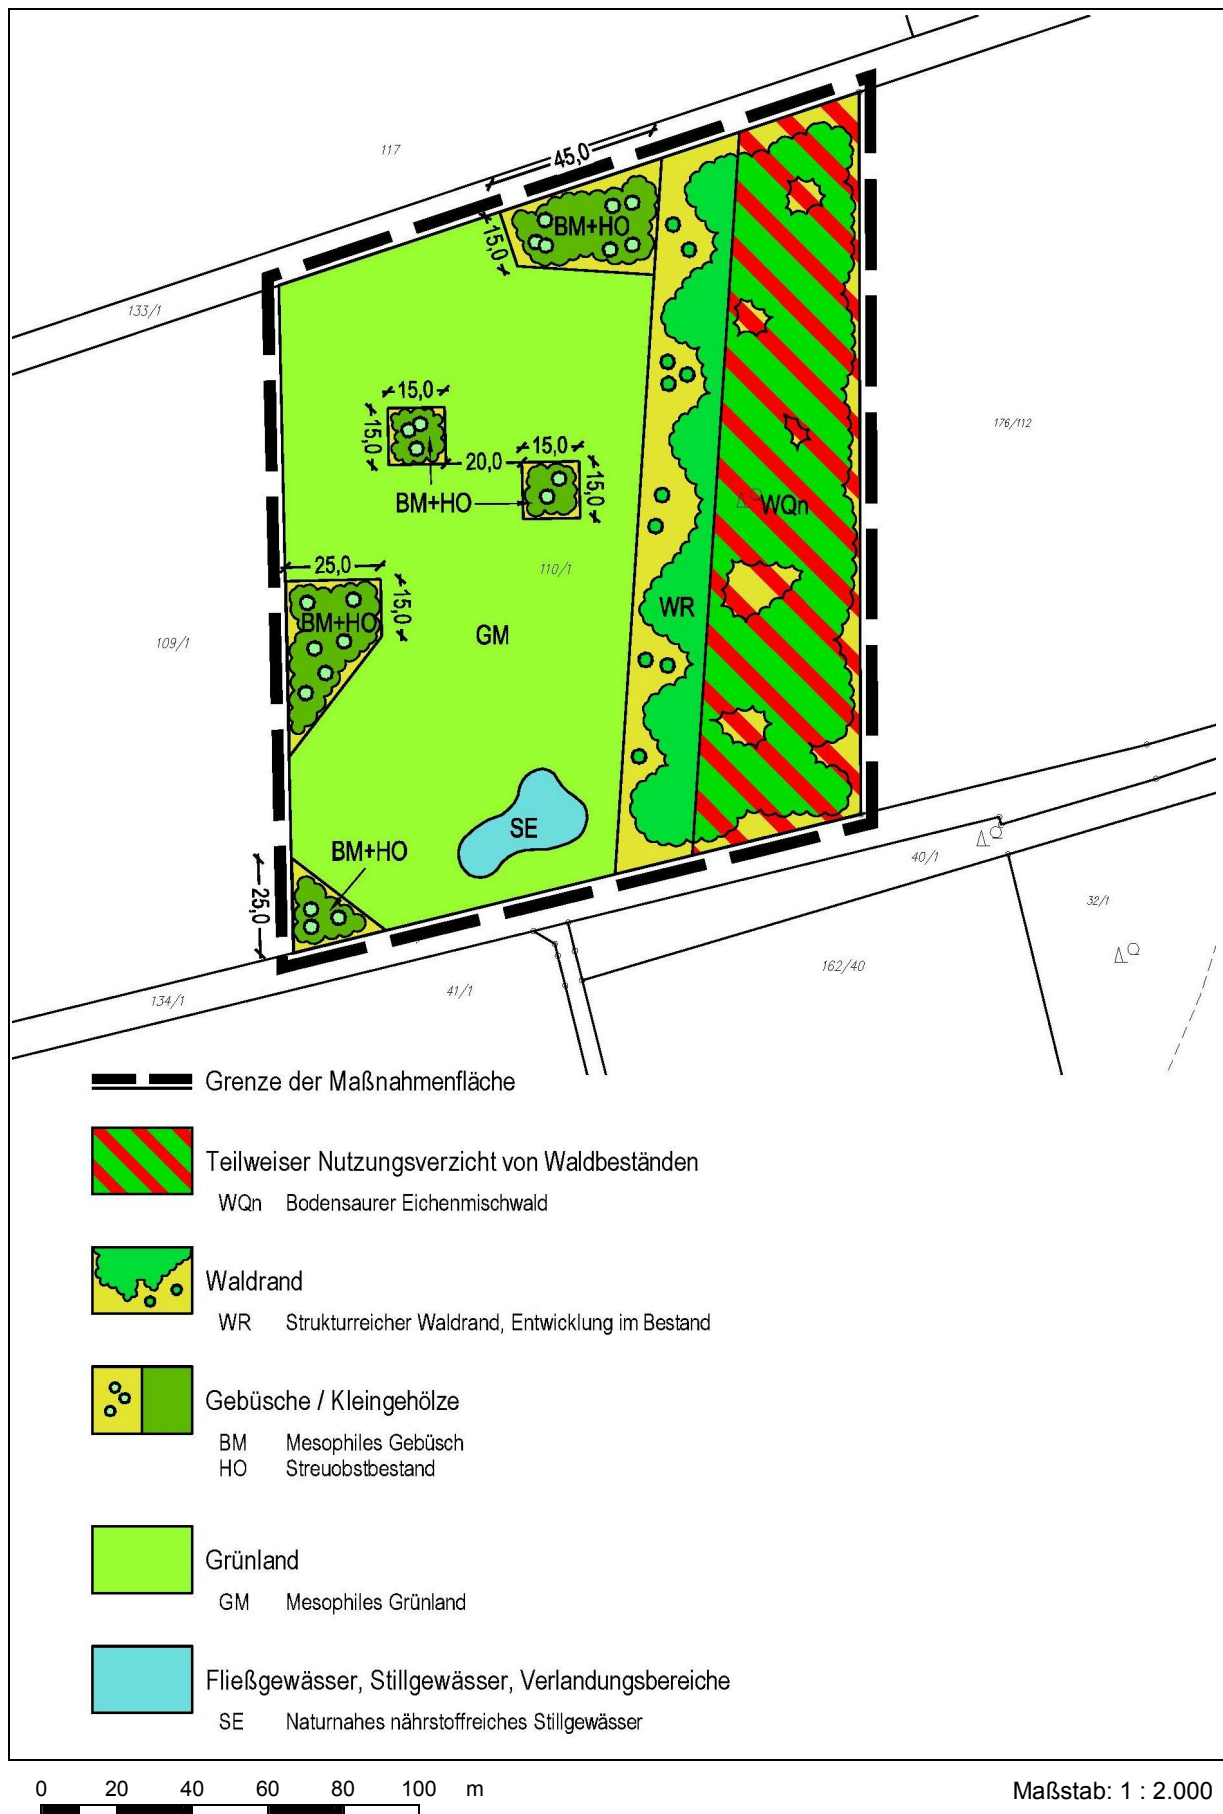 117
45,0
133/1
15,0
BM+HO
15,0
15,0
15,0
20,0
15,0
BM+HO
176/112
Q
WQn
25,0
15,0
BM+HO
110/1
WR
GM
109/1
SE
BM+HO
25,0
Q
40/1
32/1
Q
162/40
41/1
134/1
Grenze der Maßnahmenfläche
Teilweiser Nutzungsverzicht von Waldbeständen
WQn Bodensaurer Eichenmischwald
Waldrand
WR Strukturreicher Waldrand, Entwicklung im Bestand
Gebüsche / Kleingehölze
BM Mesophiles Gebüsch
HO Streuobstbestand
Grünland
GM Mesophiles Grünland
Fließgewässer, Stillgewässer, Verlandungsbereiche
SE Naturnahes nährstoffreiches Stillgewässer
0 20 40 60 80 100 m
Maßstab: 1 : 2.000